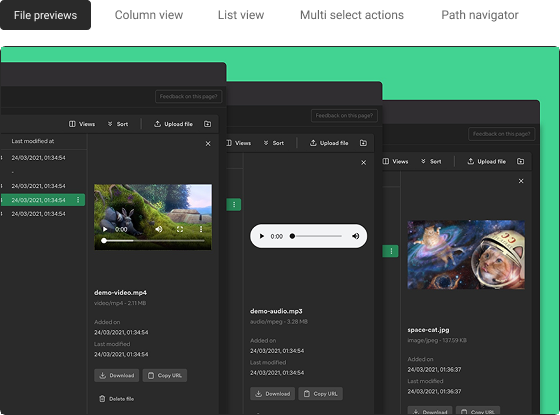 File previews
Column view
List view
Multi select actions
Path navigator
Feedback on this page?
Views
Sort
Upload file
Last modified at
24/03/2021, 01:34:54
-
24/03/2021, 01:34:54
24/03/2021, 01:34:54
24/03/2021, 01:34:54
0:00
demo-video.mp4
video/mp4 - 2.11 MB
Added on
24/03/2021, 01:34:54
Last modified
24/03/2021, 01:34:54
Download
Copy URL
Delete file
Feedback on this page?
Views
Sort
Upload file
0:00
demo-audio.mp3
audio/mpeg - 3.28 MB
Added on
24/03/2021, 01:34:54
Last modified
24/03/2021, 01:34:54
Download
Copy URL
Feedback on this page?
Views
Sort
Upload file
space-cat.jpg
image/jpeg - 137.59 KB
Added on
24/03/2021, 01:36:37
Last modified
24/03/2021, 01:36:37
Download
Copy URL